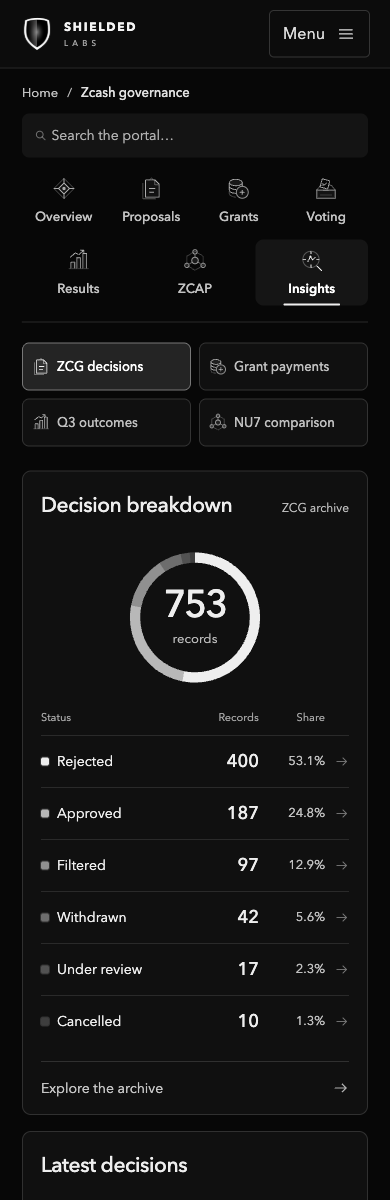 SHIELDED
LABS
Menu
Home / Zcash governance
Search the portal...
Overview Proposals Grants Voting
Results ZCAP Insights
ZCG decisions Grant payments
Q3 outcomes NU7 comparison
Decision breakdown ZCG archive
753
records
Status Records Share
Rejected 400 53.1% →
Approved 187 24.8% →
Filtered 97 12.9% →
Withdrawn 42 5.6% →
Under review 17 2.3% →
Cancelled 10 1.3% →
Explore the archive →
Latest decisions